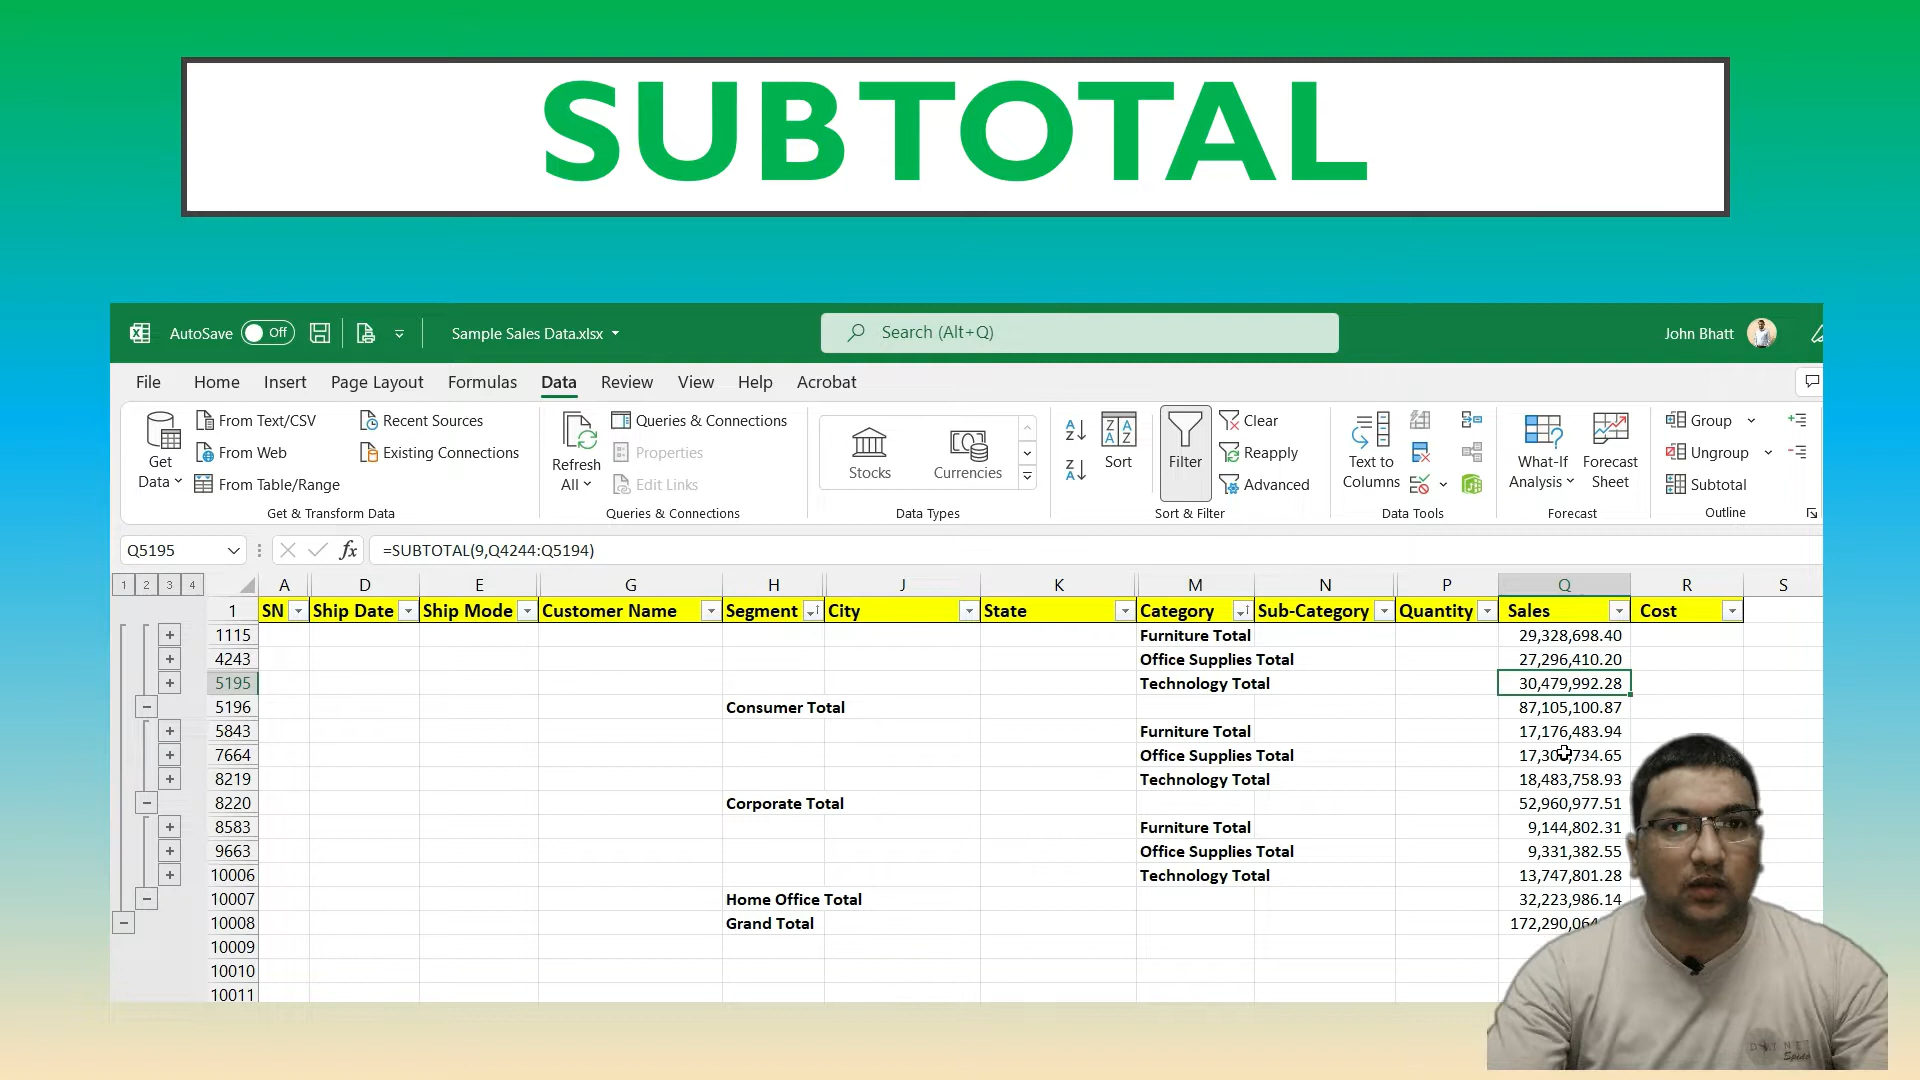 SUBTOTAL
AutoSave Off Sample Sales Data.xlsx Search (Alt+Q) John Bhatt
File Home Insert Page Layout Formulas Data Review View Help Acrobat
Get Data
From Text/CSV
From Web
From Table/Range
Recent Sources
Existing Connections
Get & Transform Data
Refresh All
Queries & Connections
Properties
Edit Links
Queries & Connections
Stocks
Currencies
Data Types
Sort
Filter
Clear
Reapply
Advanced
Sort & Filter
Text to Columns
Data Tools
What-If Analysis
Forecast Sheet
Forecast
Group
Ungroup
Subtotal
Outline
Q5195 fx =SUBTOTAL(9,Q4244:Q5194)
1 2 3 4 A D E G H J K M N P Q R S
1 SN Ship Date Ship Mode Customer Name Segment City State Category Sub-Category Quantity Sales Cost
1115 Furniture Total 29,328,698.40
4243 Office Supplies Total 27,296,410.20
5195 Technology Total 30,479,992.28
5196 Consumer Total 87,105,100.87
5843 Furniture Total 17,176,483.94
7664 Office Supplies Total
8219 Technology Total 18,483,758.93
8220 Corporate Total 52,960,977.51
8583 Furniture Total 9,144,802.31
9663 Office Supplies Total 9,331,382.55
10006 Technology Total 13,747,801.28
10007 Home Office Total 32,223,986.14
10008 Grand Total
10009
10010
10011